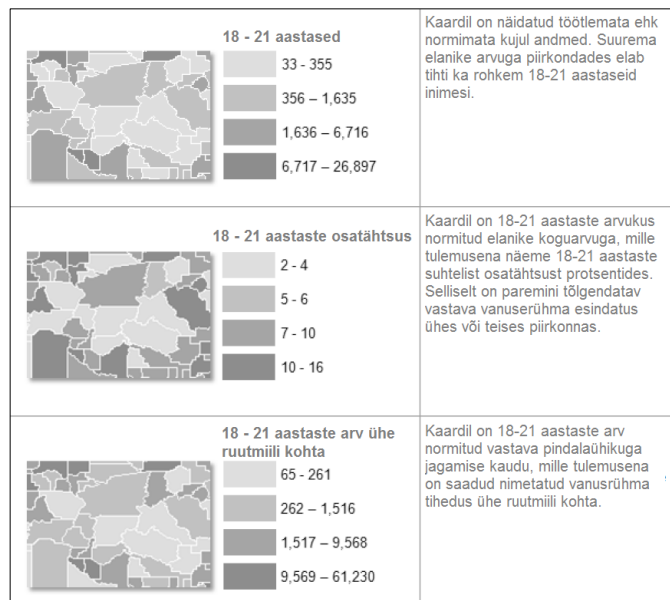 18 - 21 aastased
33 - 355
356 – 1,635
1,636 – 6,716
6,717 – 26,897
Kaardil on näidatud töötlemata ehk
normimata kujul andmed. Suurema
elanike arvuga piirkondades elab
tihti ka rohkem 18-21 aastaseid
inimesi.
18 - 21 aastaste osatähtsus
2 - 4
5 - 6
7 - 10
10 - 16
Kaardil on 18-21 aastaste arvukus
normitud elanike koguarvuga, mille
tulemusena näeme 18-21 aastaste
suhtelist osatähtsust protsentides.
Selliselt on paremini tõlgendatav
vastava vanuserühma esindatus
ühes või teises piirkonnas.
18 - 21 aastaste arv ühe
ruutmiili kohta
65 - 261
262 – 1,516
1,517 – 9,568
9,569 – 61,230
Kaardil on 18-21 aastaste arv
normitud vastava pindalaühikuga
jagamise kaudu, mille tulemusena
on saadud nimetatud vanusrühma
tihedus ühe ruutmiili kohta.